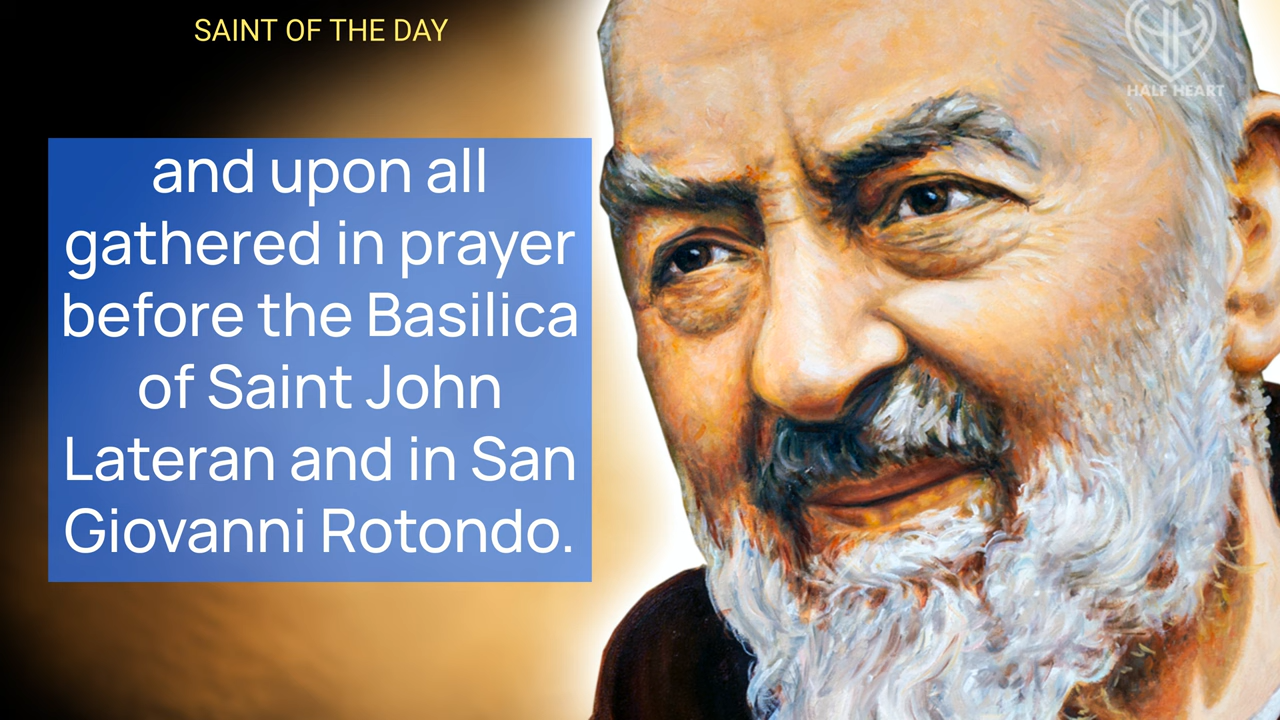 SAINT OF THE DAY
HALF HEART
and upon all
gathered in prayer
before the Basilica
of Saint John
Lateran and in San
Giovanni Rotondo.